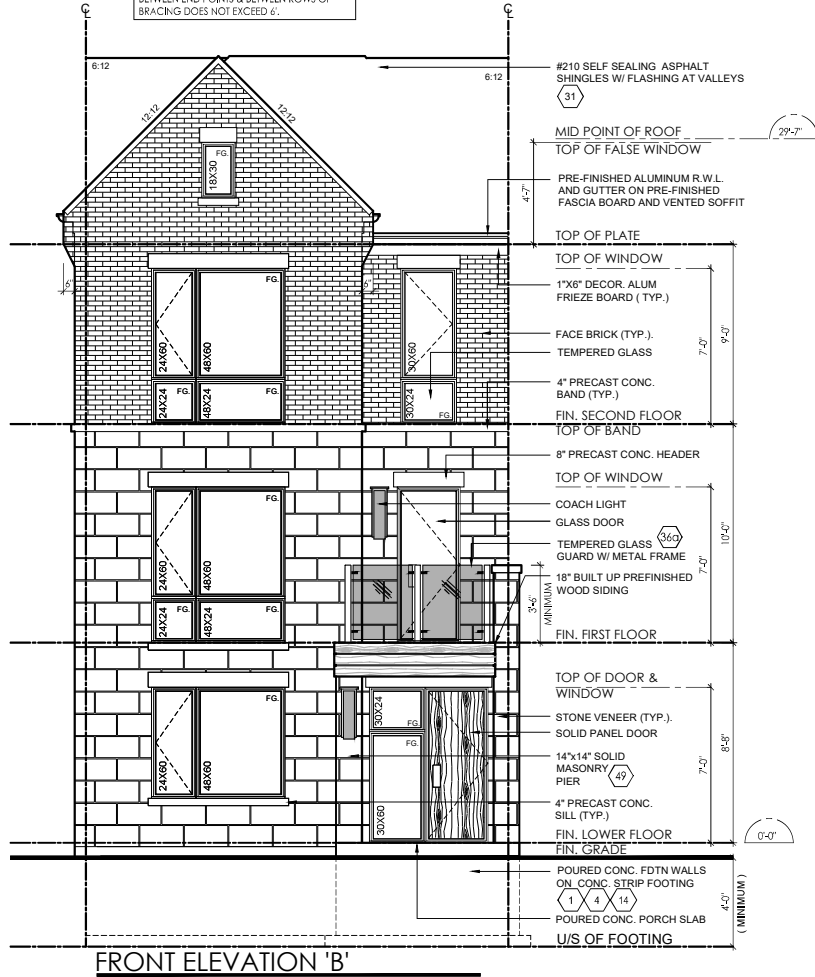 BRACING DOES NOT EXCEED 6'.
6:12
6:12
12:12
12:12
#210 SELF SEALING ASPHALT
SHINGLES W/ FLASHING AT VALLEYS
31
MID POINT OF ROOF
29'-7"
TOP OF FALSE WINDOW
FG.
18X30
PRE-FINISHED ALUMINUM R.W.L.
AND GUTTER ON PRE-FINISHED
FASCIA BOARD AND VENTED SOFFIT
4'-7"
TOP OF PLATE
TOP OF WINDOW
6"
6"
FG.
24X60
48X60
30X60
1"X6" DECOR. ALUM
FRIEZE BOARD ( TYP.)
FACE BRICK (TYP.).
TEMPERED GLASS
7'-0"
9'-0"
24X24
FG.
48X24
FG.
30X24
FG.
4" PRECAST CONC.
BAND (TYP.)
FIN. SECOND FLOOR
TOP OF BAND
8" PRECAST CONC. HEADER
TOP OF WINDOW
FG.
24X60
48X60
COACH LIGHT
GLASS DOOR
TEMPERED GLASS
GUARD W/ METAL FRAME
36a
18" BUILT UP PREFINISHED
WOOD SIDING
3'-6"
MINIMUM
7'-0"
10'-0"
24X24
FG.
48X24
FG.
FIN. FIRST FLOOR
TOP OF DOOR &
WINDOW
FG.
24X60
48X60
30X24
FG.
FG.
30X60
STONE VENEER (TYP.).
SOLID PANEL DOOR
14"x14" SOLID
MASONRY
PIER
49
4" PRECAST CONC.
SILL (TYP.)
7'-0"
8'-8"
FIN. LOWER FLOOR
0'-0"
FIN. GRADE
POURED CONC. FDTN WALLS
ON CONC. STRIP FOOTING
1
4
14
POURED CONC. PORCH SLAB
4'-0"
( MINIMUM )
U/S OF FOOTING
FRONT ELEVATION 'B'